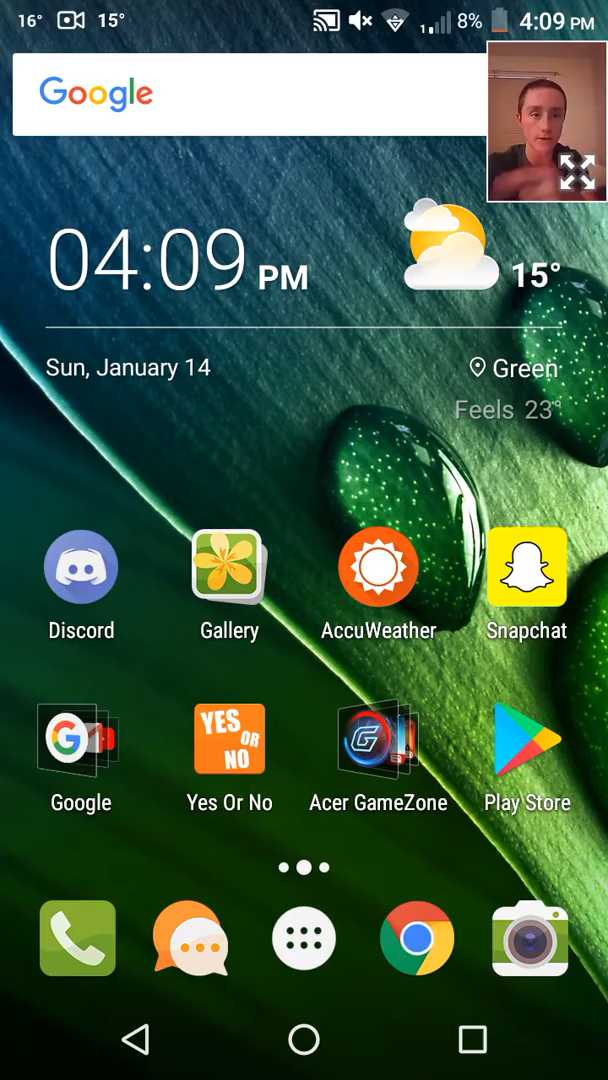 16° 15° 1 8% 4:09 PM
Google
04:09 PM
15°
Sun, January 14
Green
Feels 23°
Discord
Gallery
AccuWeather
Snapchat
G
YES
OR
NO
G
Google
Yes Or No
Acer GameZone
Play Store